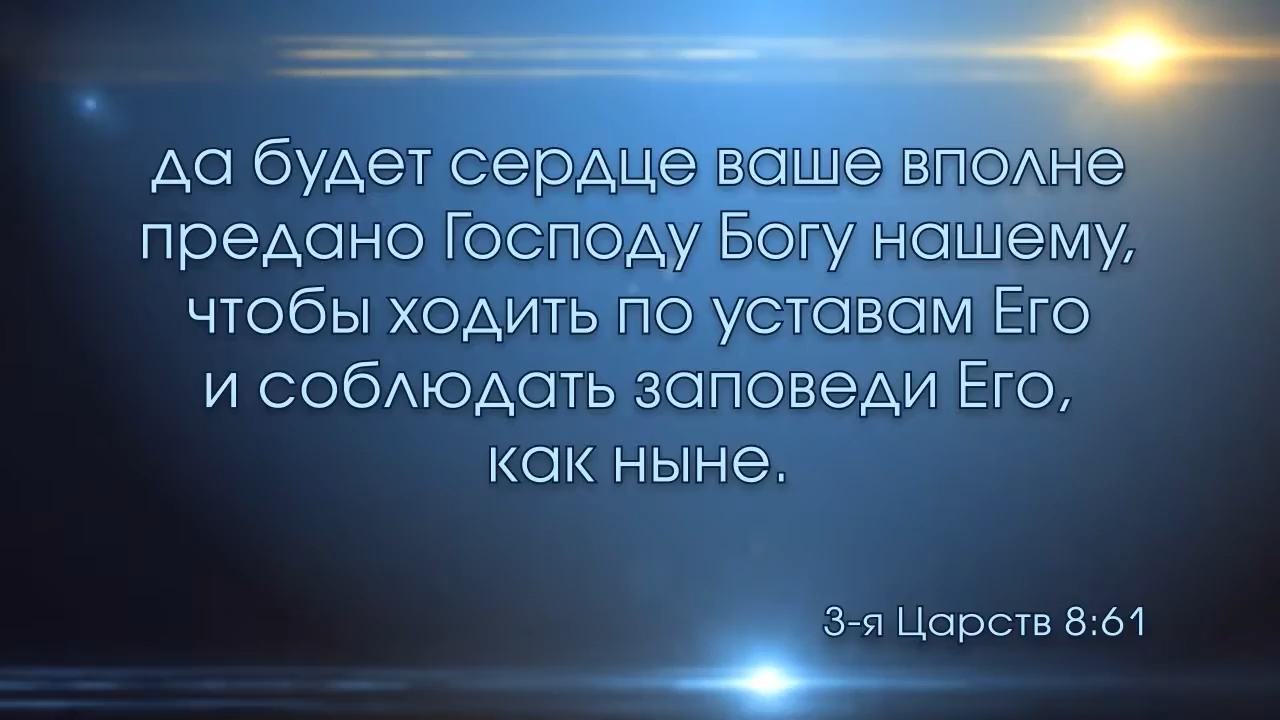 да будет сердце ваше вполне
предано Господу Богу нашему,
чтобы ходить по уставам Его
и соблюдать заповеди Его,
как ныне.
3-я Царств 8:61